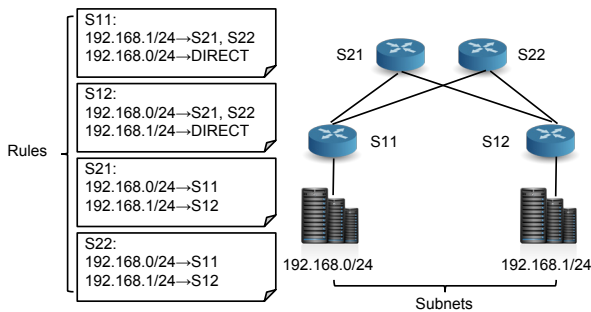 Rules
S11:
192.168.1/24→S21, S22
192.168.0/24→DIRECT
S12:
192.168.0/24→S21, S22
192.168.1/24→DIRECT
S21:
192.168.0/24→S11
192.168.1/24→S12
S22:
192.168.0/24→S11
192.168.1/24→S12
S21
S22
S11
S12
192.168.0/24
192.168.1/24
Subnets